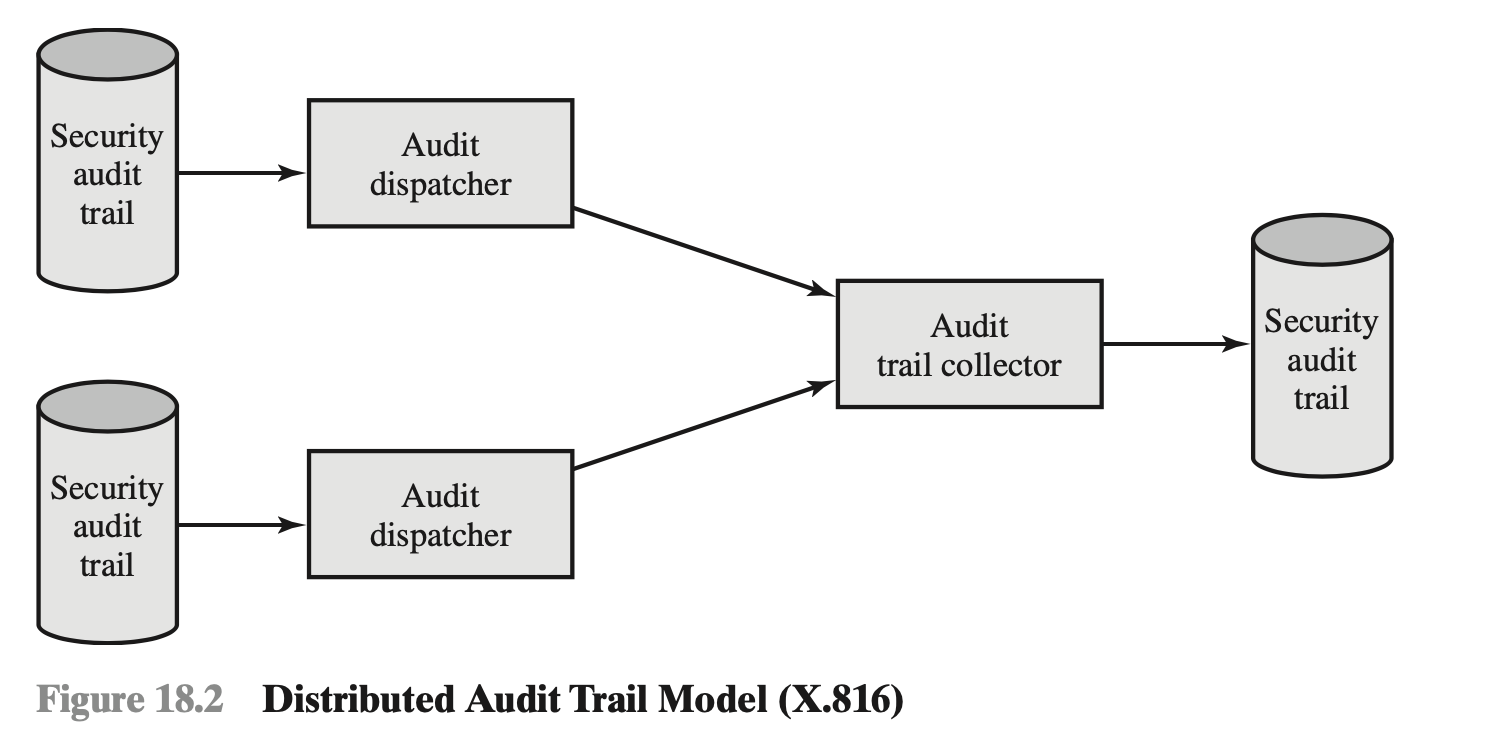 Security
audit
trail
Audit
dispatcher
Security
audit
trail
Audit
dispatcher
Audit
trail collector
Security
audit
trail
Figure 18.2 Distributed Audit Trail Model (X.816)